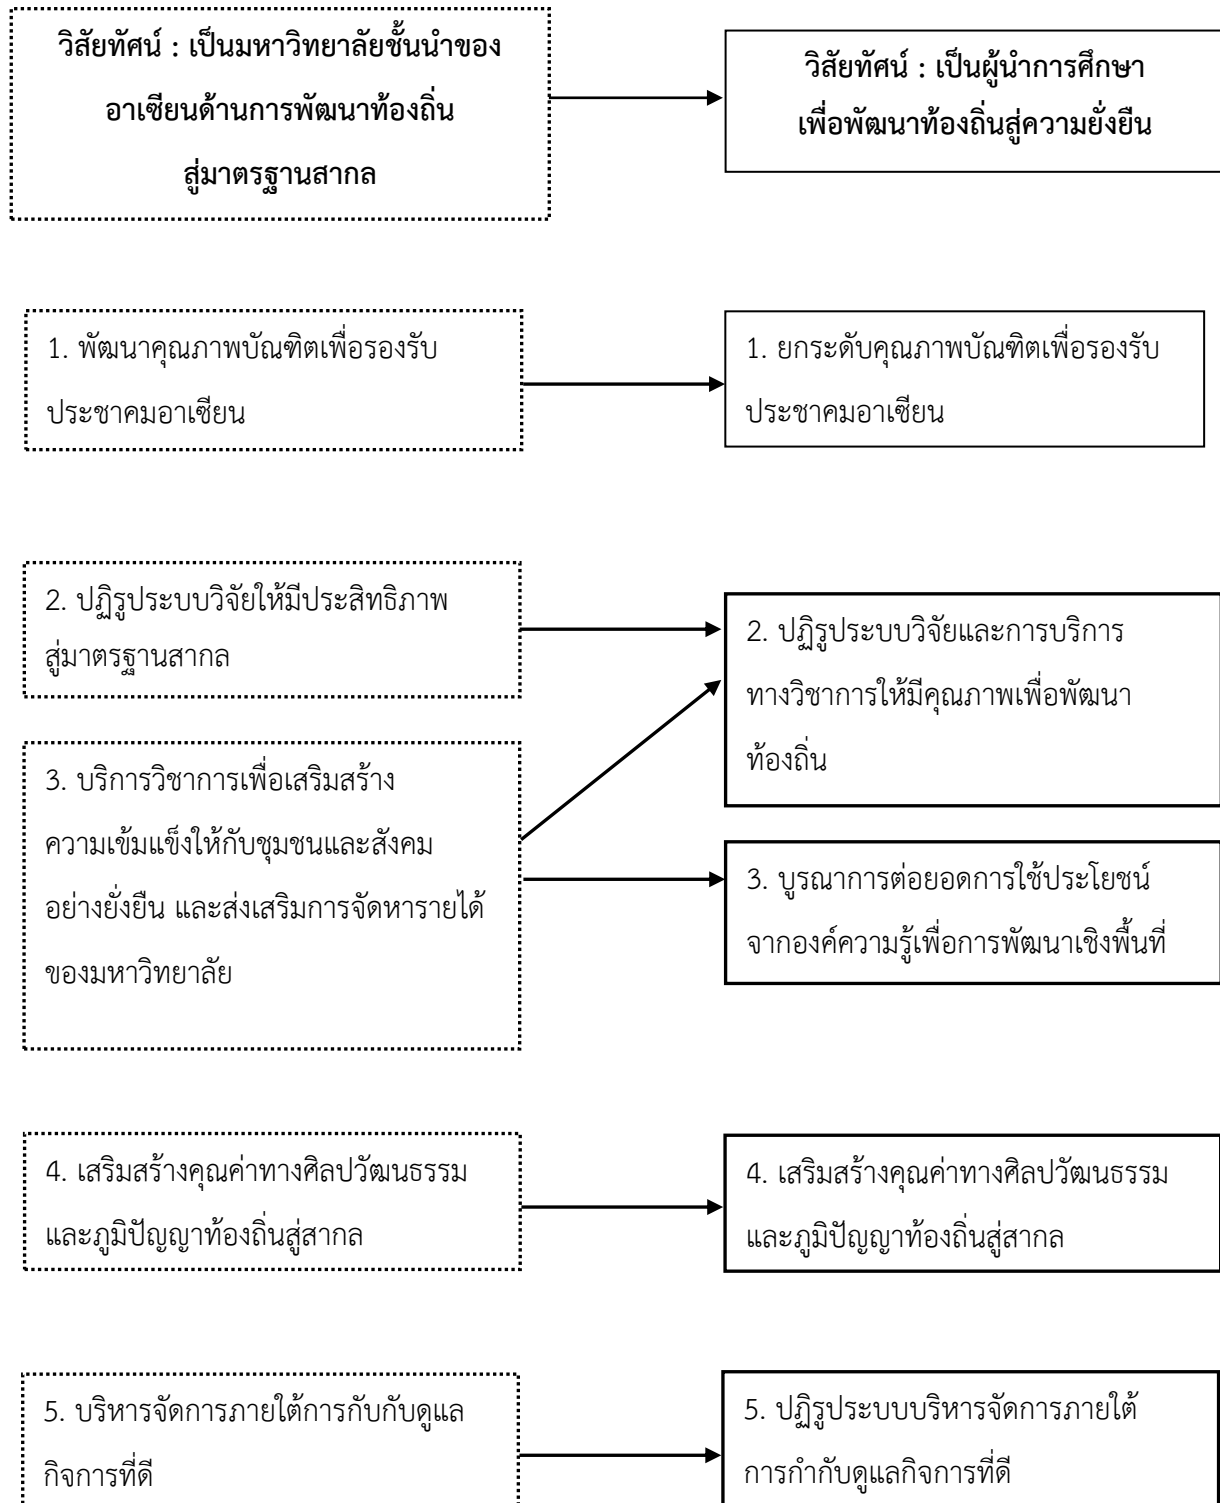 วิสัยทัศน์ : เป็นมหาวิทยาลัยชั้นนำของ
อาเซียนด้านการพัฒนาท้องถิ่น
สู่มาตรฐานสากล
วิสัยทัศน์ : เป็นผู้นำการศึกษา
เพื่อพัฒนาท้องถิ่นสู่ความยั่งยืน
1. พัฒนาคุณภาพบัณฑิตเพื่อรองรับ
ประชาคมอาเซียน
1. ยกระดับคุณภาพบัณฑิตเพื่อรองรับ
ประชาคมอาเซียน
2. ปฏิรูประบบวิจัยให้มีประสิทธิภาพ
สู่มาตรฐานสากล
2. ปฏิรูประบบวิจัยและการบริการ
ทางวิชาการให้มีคุณภาพเพื่อพัฒนา
ท้องถิ่น
3. บริการวิชาการเพื่อเสริมสร้าง
ความเข้มแข็งให้กับชุมชนและสังคม
อย่างยั่งยืน และส่งเสริมการจัดหารายได้
ของมหาวิทยาลัย
3. บูรณาการต่อยอดการใช้ประโยชน์
จากองค์ความรู้เพื่อการพัฒนาเชิงพื้นที่
4. เสริมสร้างคุณค่าทางศิลปวัฒนธรรม
และภูมิปัญญาท้องถิ่นสู่สากล
4. เสริมสร้างคุณค่าทางศิลปวัฒนธรรม
และภูมิปัญญาท้องถิ่นสู่สากล
5. บริหารจัดการภายใต้การกับกับดูแล
กิจการที่ดี
5. ปฏิรูประบบบริหารจัดการภายใต้
การกำกับดูแลกิจการที่ดี